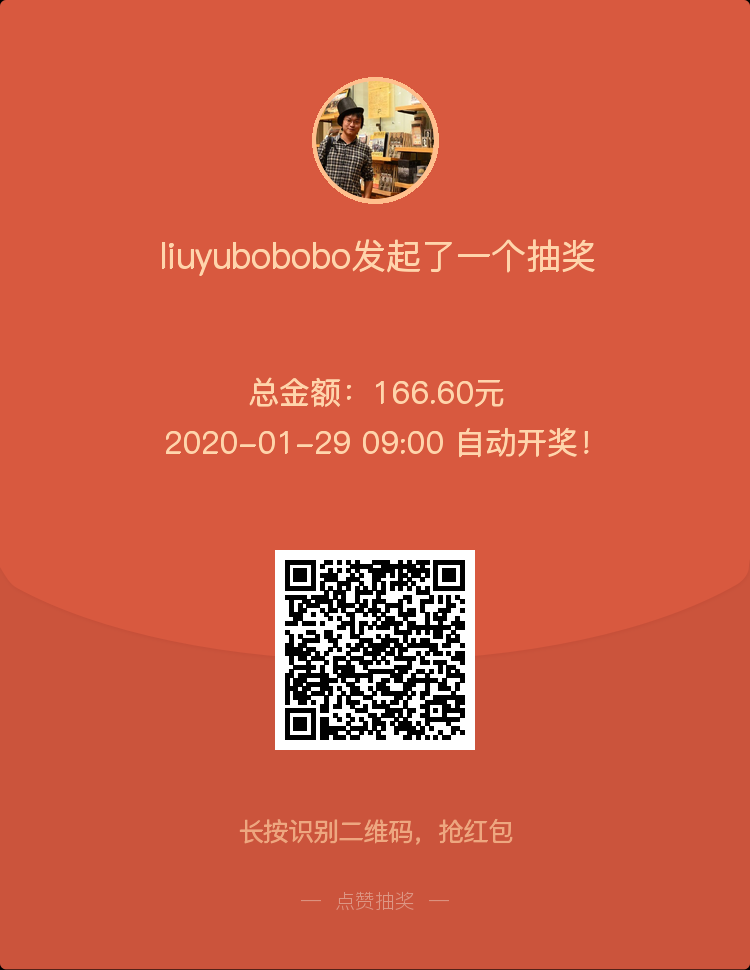 liuyubobobo发起了一个抽奖
总金额：166.60元
2020-01-29 09:00 自动开奖！
长按识别二维码，抢红包
— 点赞抽奖 —